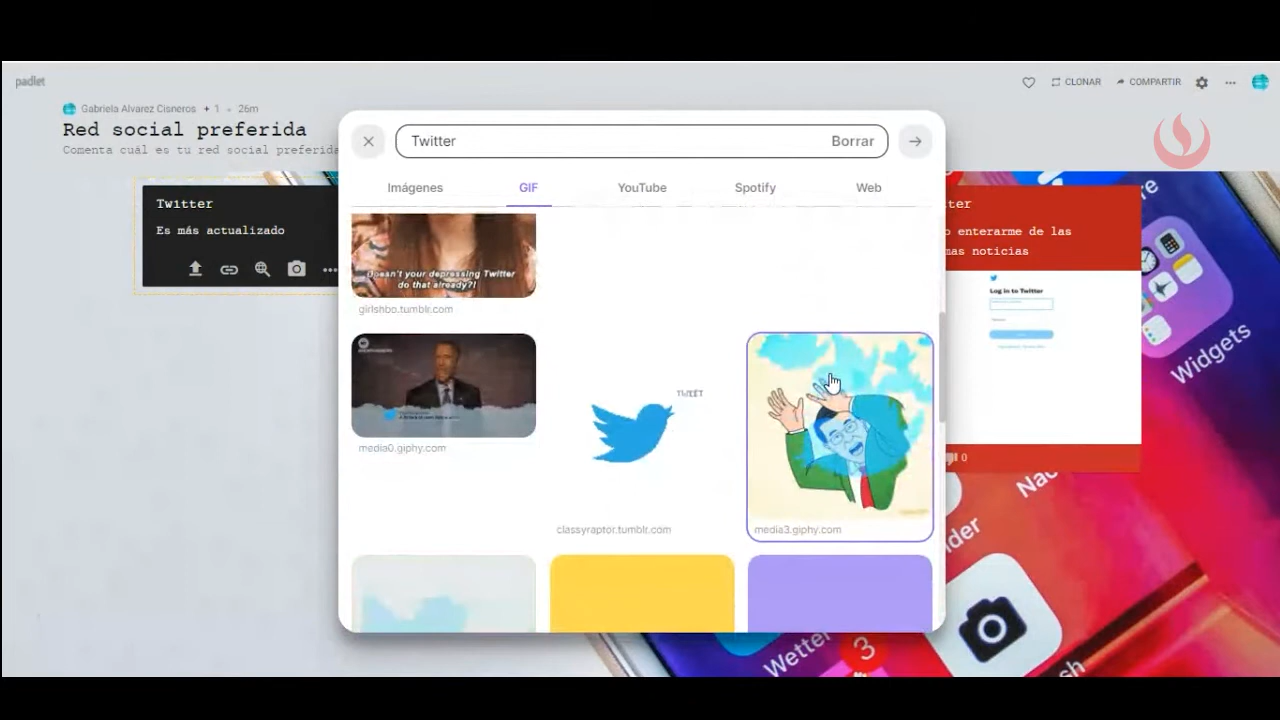 padlet
CLONAR
COMPARTIR
Gabriela Alvarez Cisneros + 1 • 26m
Red social preferida
Comenta cuál es tu red social preferida
Twitter
Borrar
Imágenes
GIF
YouTube
Spotify
Web
Twitter
Es más actualizado
Doesn't your depressing Twitter
do that already?!
girlshbo.tumblr.com
media0.giphy.com
TWEET
classyraptor.tumblr.com
media3.giphy.com
tter
o enterarme de las
mas noticias
Log in to Twitter
0
Widgets
Wetter
3